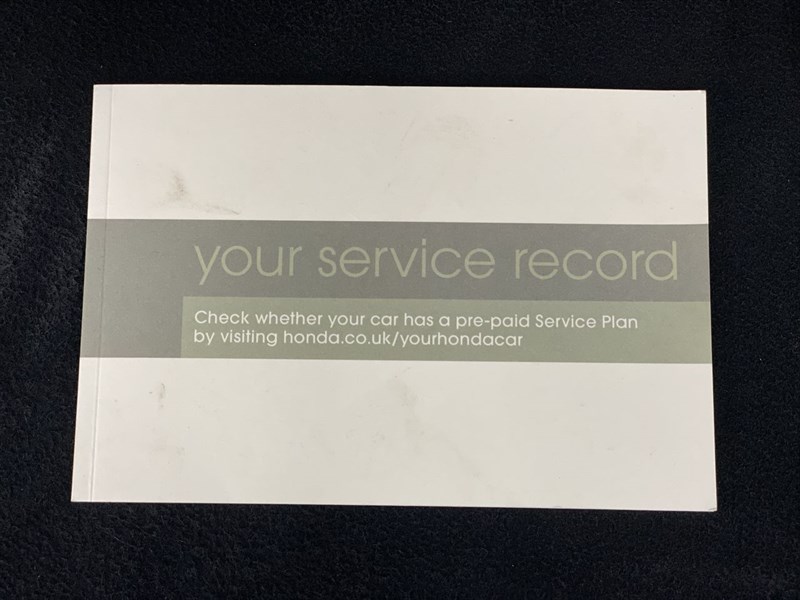 your service record
Check whether your car has a pre-paid Service Plan
by visiting honda.co.uk/yourhondacar